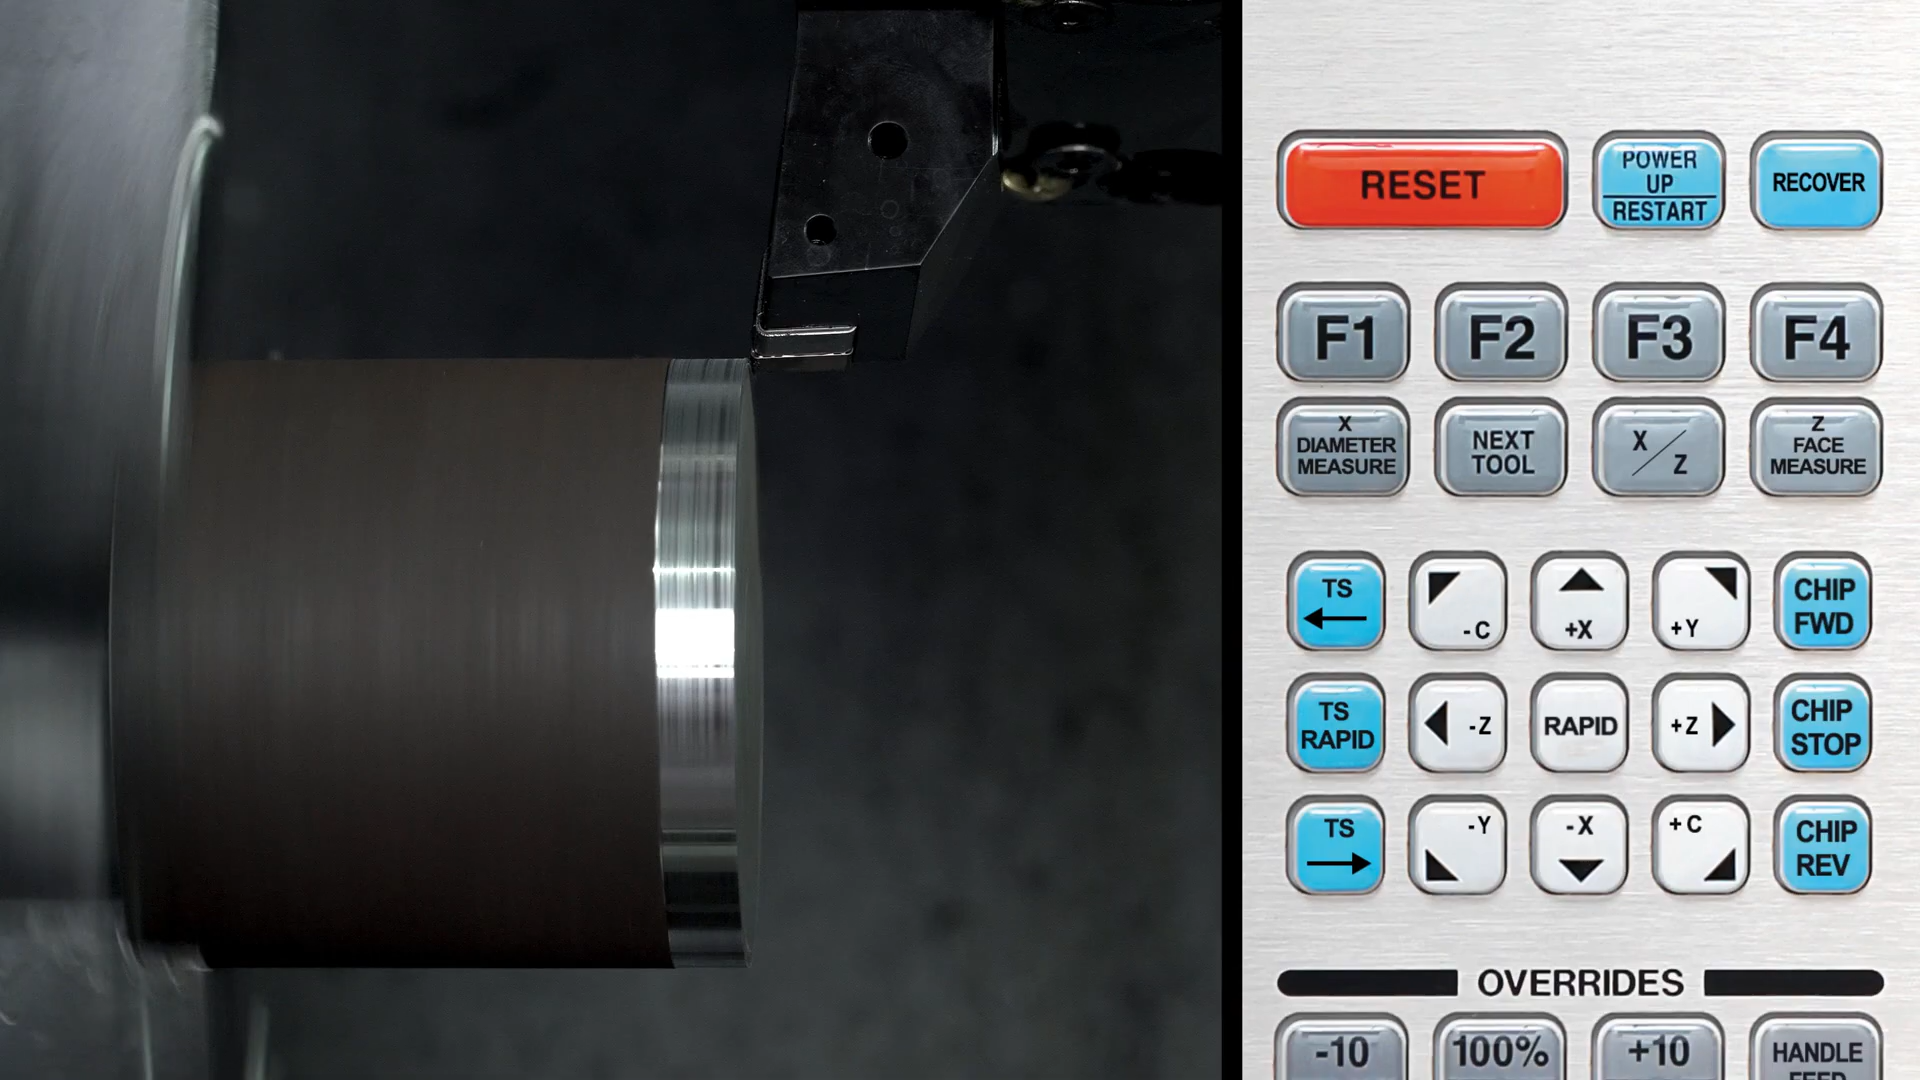 RESET
POWER
UP
RESTART
RECOVER
F1
F2
F3
F4
X
DIAMETER
MEASURE
NEXT
TOOL
X
Z
Z
FACE
MEASURE
TS
-C
+X
+Y
CHIP
FWD
TS
RAPID
-Z
RAPID
+Z
CHIP
STOP
TS
-Y
-X
+C
CHIP
REV
OVERRIDES
-10
100%
+10
HANDLE
FEED